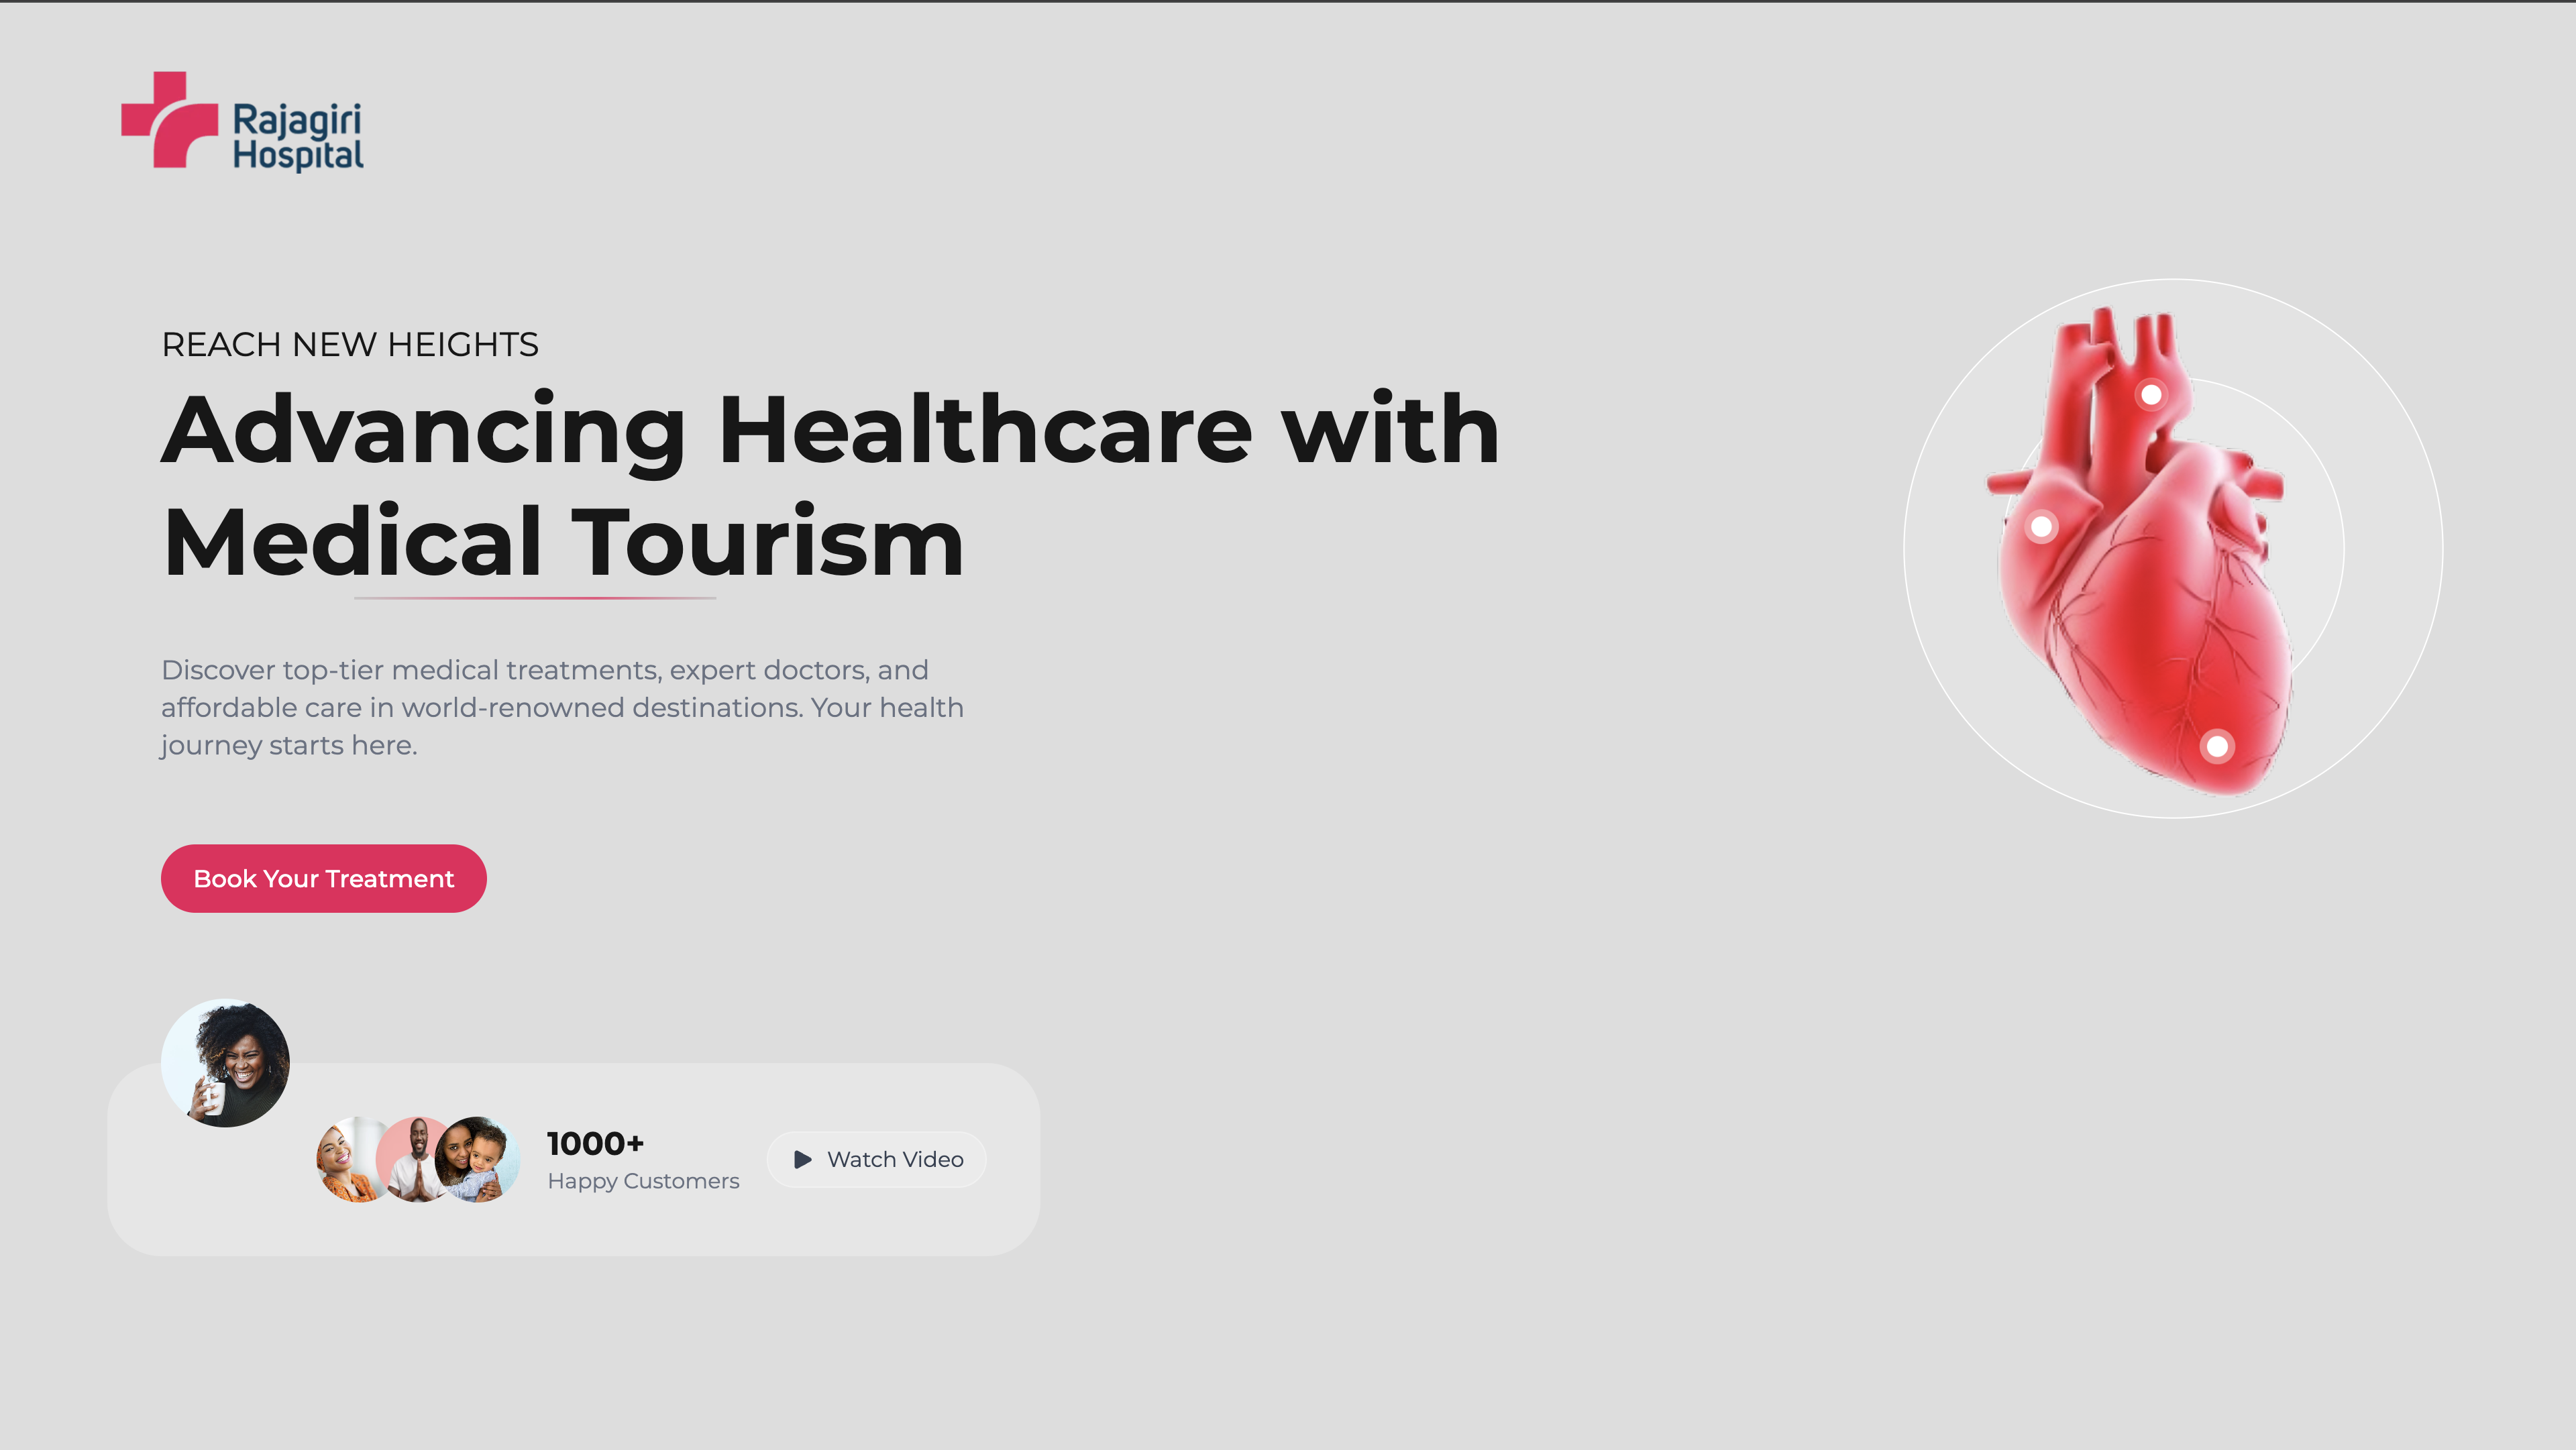 Rajagiri
Hospital
REACH NEW HEIGHTS
Advancing Healthcare with
Medical Tourism
Discover top-tier medical treatments, expert doctors, and
affordable care in world-renowned destinations. Your health
journey starts here.
Book Your Treatment
1000+
Happy Customers
Watch Video